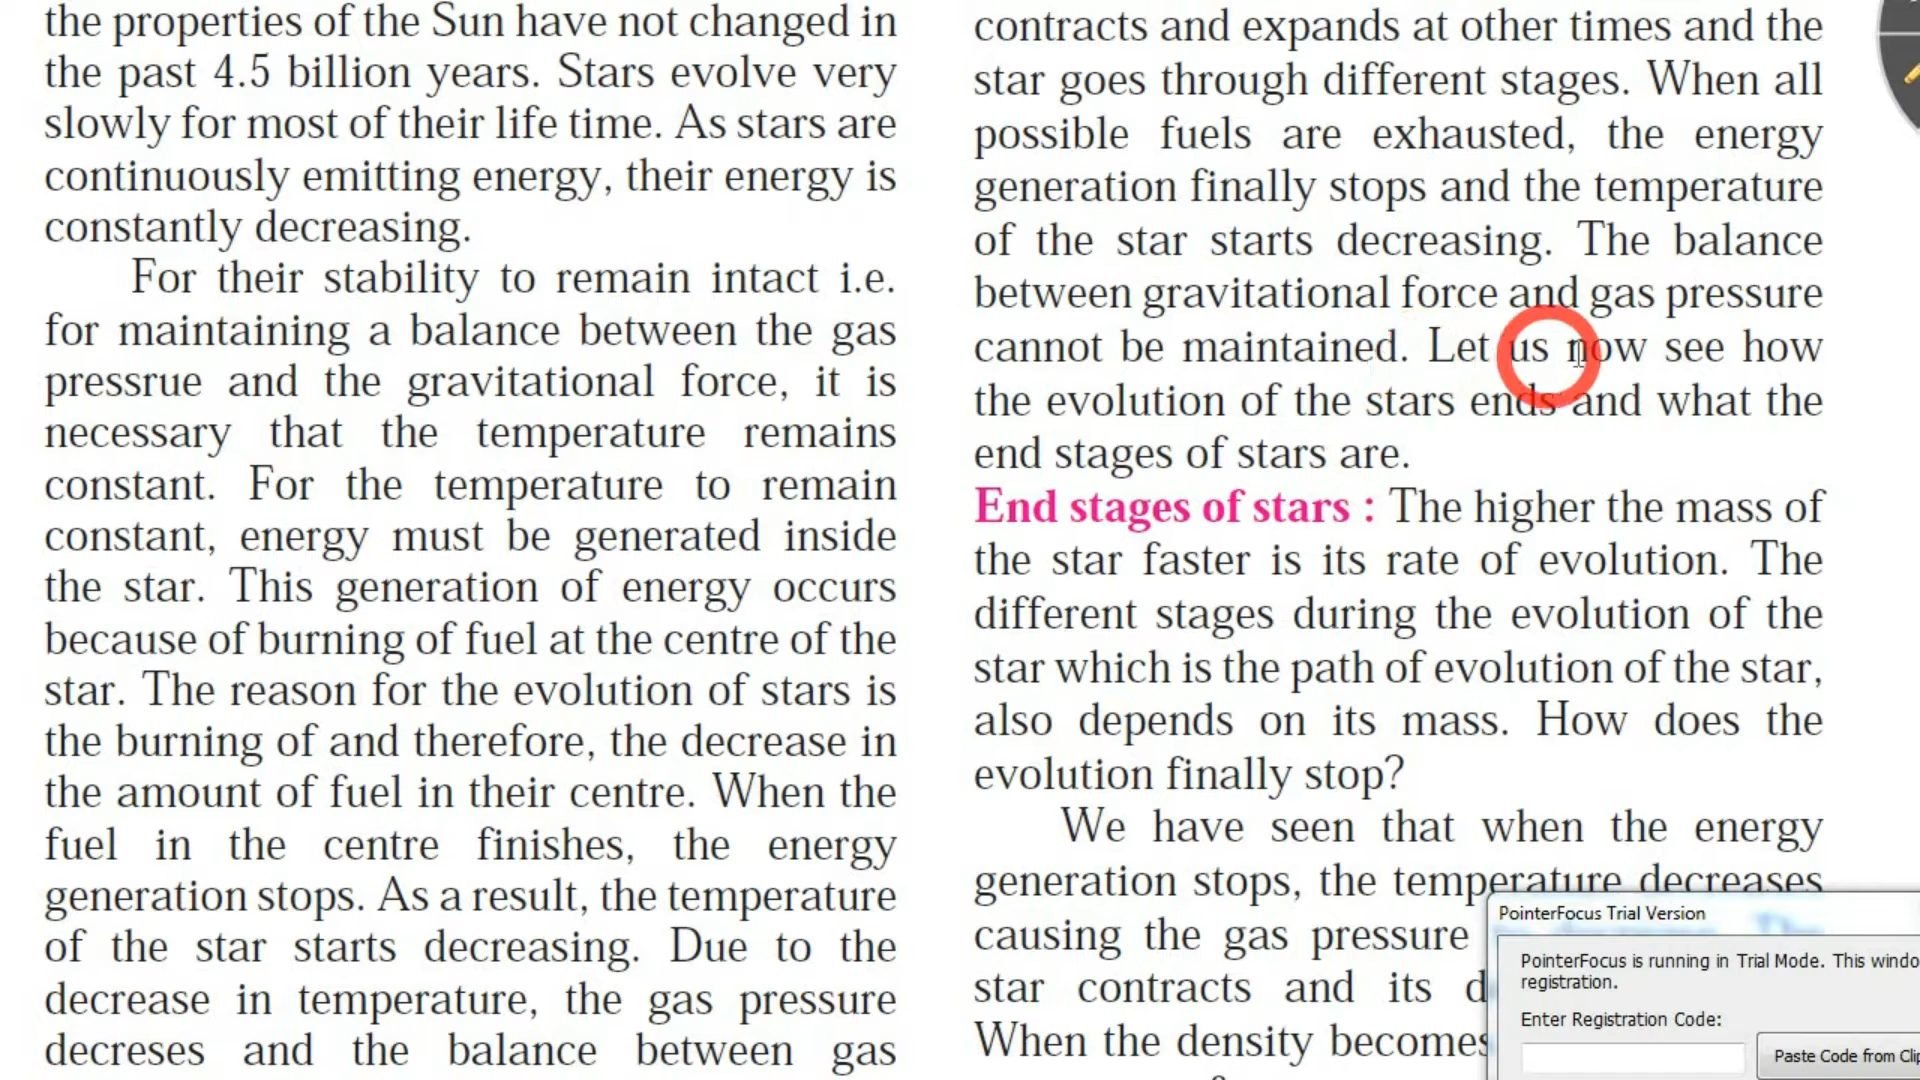 the properties of the Sun have not changed in
the past 4.5 billion years. Stars evolve very
slowly for most of their life time. As stars are
continuously emitting energy, their energy is
constantly decreasing.
For their stability to remain intact i.e.
for maintaining a balance between the gas
pressrue and the gravitational force, it is
necessary that the temperature remains
constant. For the temperature to remain
constant, energy must be generated inside
the star. This generation of energy occurs
because of burning of fuel at the centre of the
star. The reason for the evolution of stars is
the burning of and therefore, the decrease in
the amount of fuel in their centre. When the
fuel in the centre finishes, the energy
generation stops. As a result, the temperature
of the star starts decreasing. Due to the
decrease in temperature, the gas pressure
decreses and the balance between gas
contracts and expands at other times and the
star goes through different stages. When all
possible fuels are exhausted, the energy
generation finally stops and the temperature
of the star starts decreasing. The balance
between gravitational force and gas pressure
cannot be maintained. Let us now see how
the evolution of the stars ends and what the
end stages of stars are.
End stages of stars : The higher the mass of
the star faster is its rate of evolution. The
different stages during the evolution of the
star which is the path of evolution of the star,
also depends on its mass. How does the
evolution finally stop?
We have seen that when the energy
generation stops, the temperature decreases
causing the gas pressure
star contracts and its
When the density becomes
PointerFocus Trial Version
PointerFocus is running in Trial Mode. This
registration.
Enter Registration Code:
Paste Code from